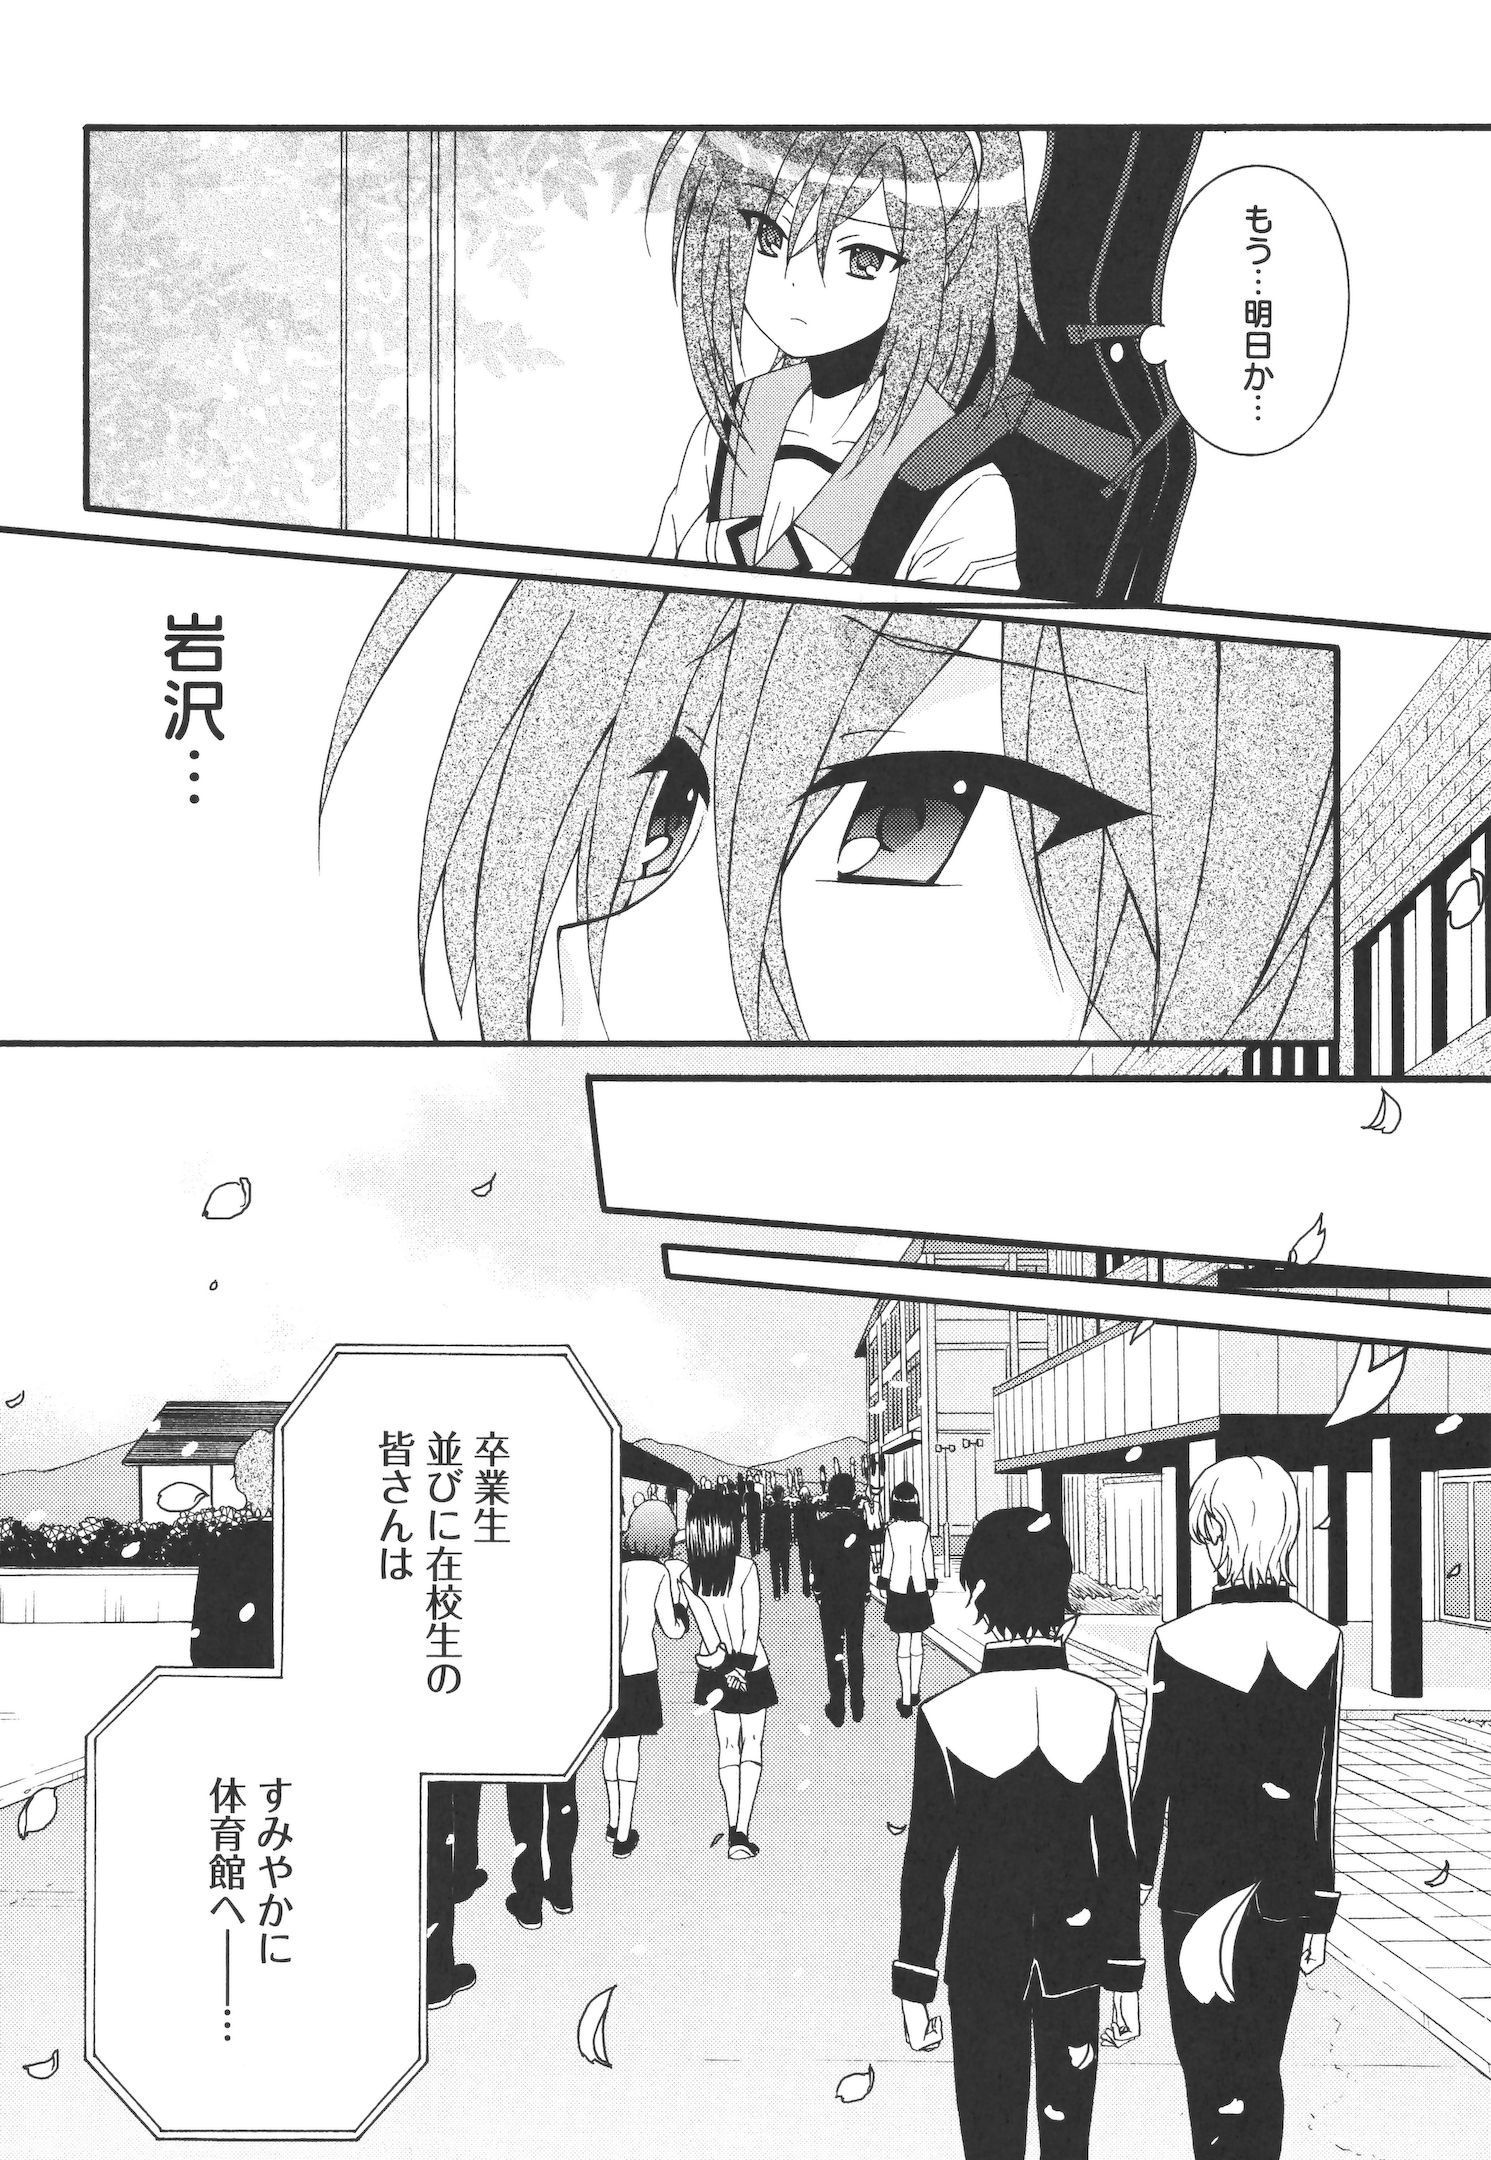 もう…明日か…
岩沢…
卒業生
並びに在校生の
皆さんは
すみやかに
体育館へ――…